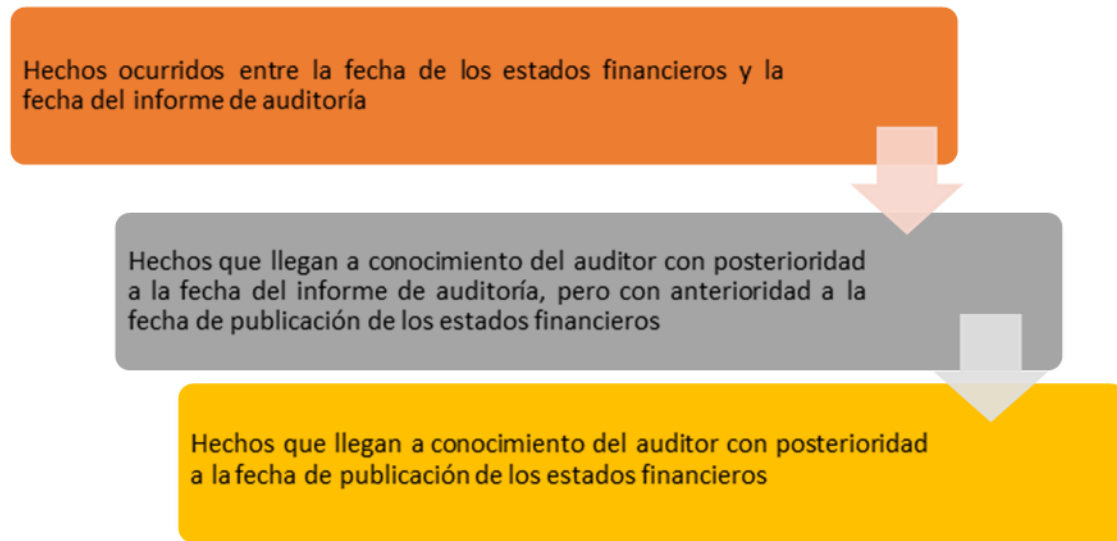 Hechos ocurridos entre la fecha de los estados financieros y la
fecha del informe de auditoría
Hechos que llegan a conocimiento del auditor con posterioridad
a la fecha del informe de auditoría, pero con anterioridad a la
fecha de publicación de los estados financieros
Hechos que llegan a conocimiento del auditor con posterioridad
a la fecha de publicación de los estados financieros